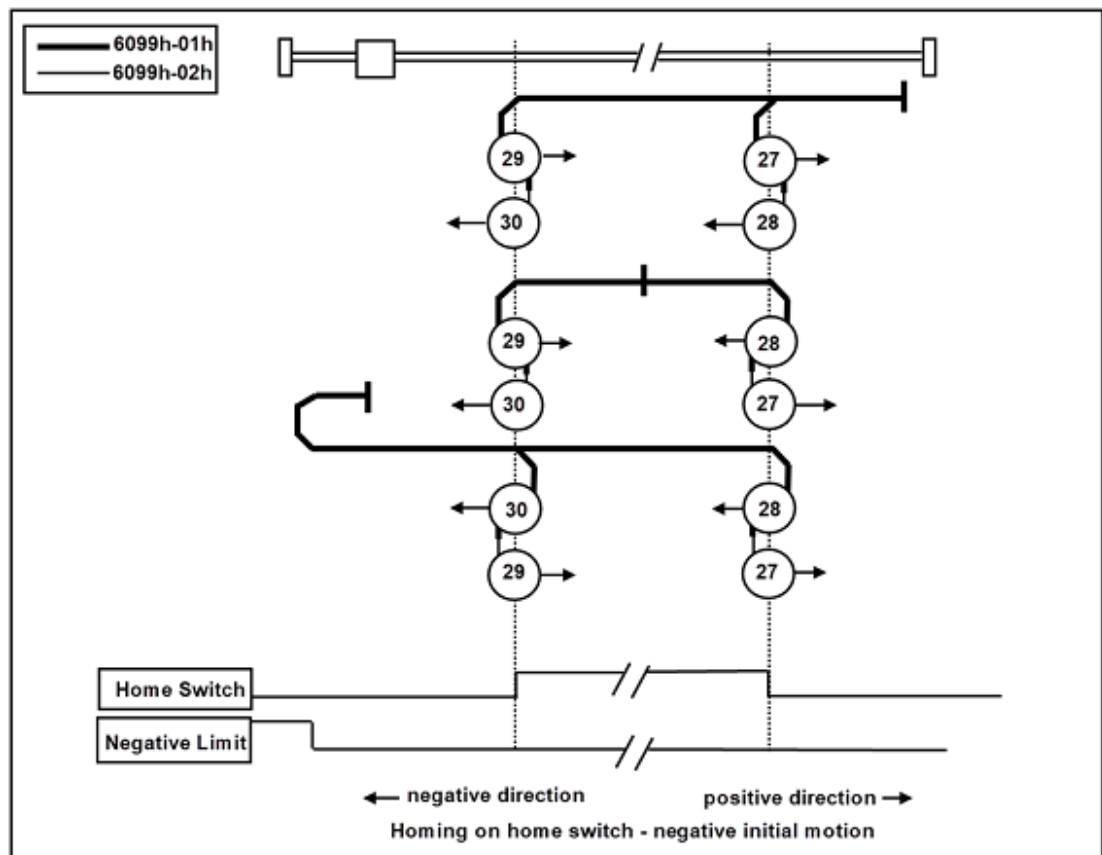 6099h-01h
6099h-02h
29 27
30 28
29 28
30 27
30 28
29 27
Home Switch
Negative Limit
negative direction positive direction
Homing on home switch - negative initial motion